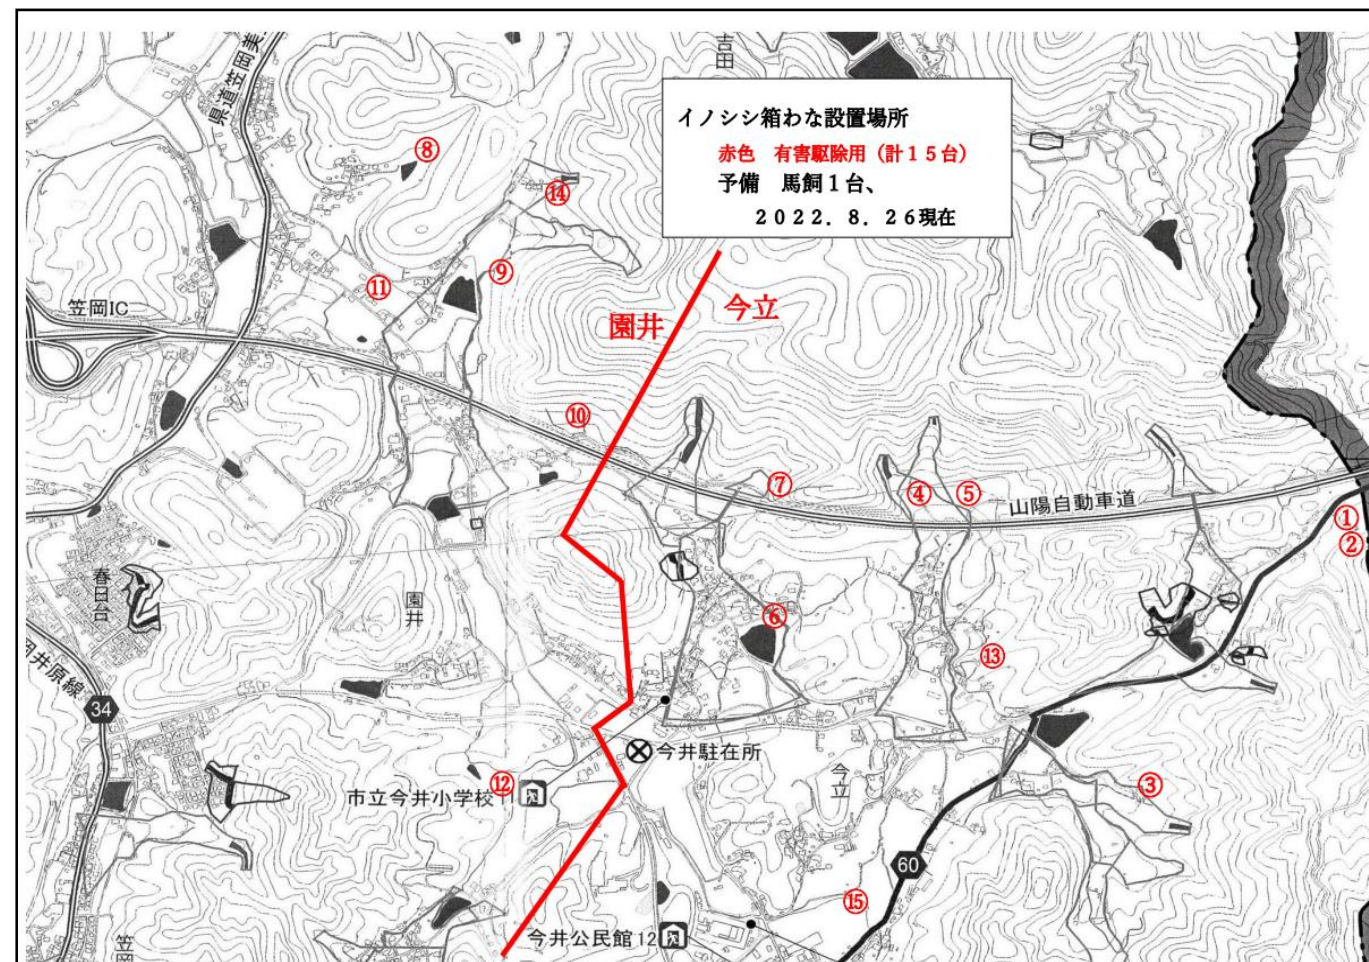 吉田
県道笠岡美
イノシシ箱わな設置場所
赤色 有害駆除用（計１５台）
予備 馬飼１台、
２０２２．８．２６現在
⑧
⑭
⑨
⑪
笠岡IC
園井
今立
⑩
⑦
④
⑤
山陽自動車道
①
②
春日台
園井
⑥
⑬
井原線
34
今井駐在所
⑫
市立今井小学校 11
今立
③
60
⑮
今井公民館 12
笠岡